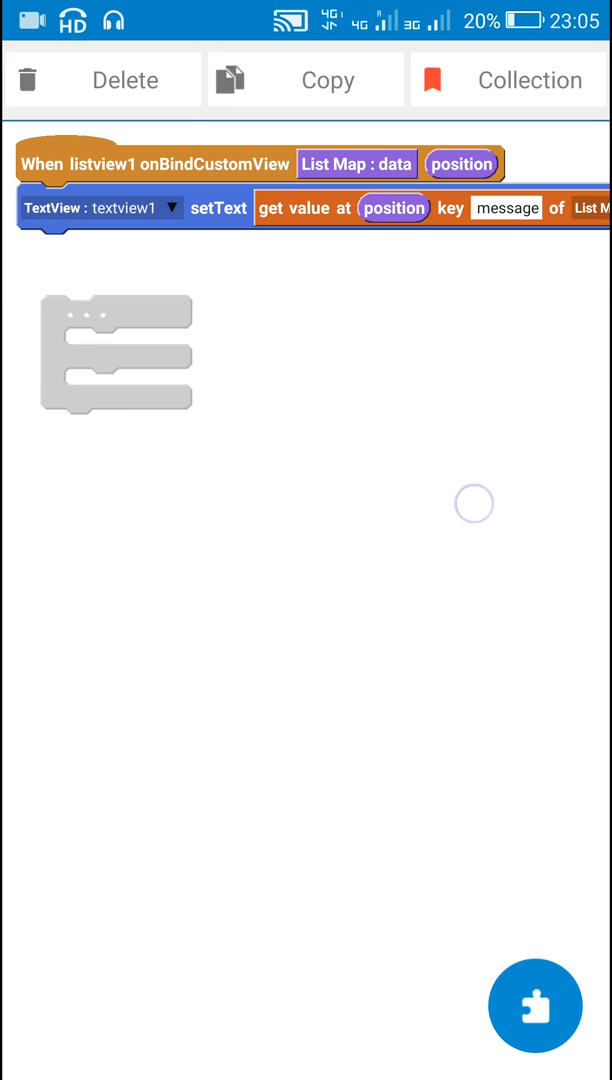 HD 4G 4G R 3G 20% 23:05
Delete Copy Collection
When listview1 onBindCustomView List Map : data position
TextView : textview1 ▼ setText get value at position key message of List M